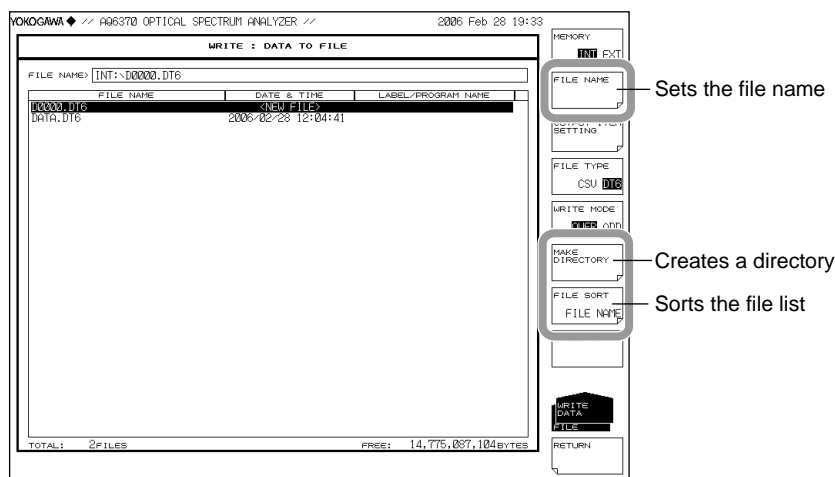 YOKOGAWA ◆ // AQ6370 OPTICAL SPECTRUM ANALYZER // 2006 Feb 28 19:33
WRITE : DATA TO FILE
FILE NAME> INT:\D0000.DT6
FILE NAME DATE & TIME LABEL/PROGRAM NAME
D0000.DT6 <NEW FILE>
DATA.DT6 2006/02/28 12:04:41
TOTAL: 2FILES FREE: 14,775,087,104BYTES
MEMORY
INT EXT
FILE NAME
Sets the file name
SETTING
FILE TYPE
CSV DT6
WRITE MODE
OVER ADD
MAKE
DIRECTORY
Creates a directory
FILE SORT
FILE NAME
Sorts the file list
WRITE
DATA
FILE
RETURN